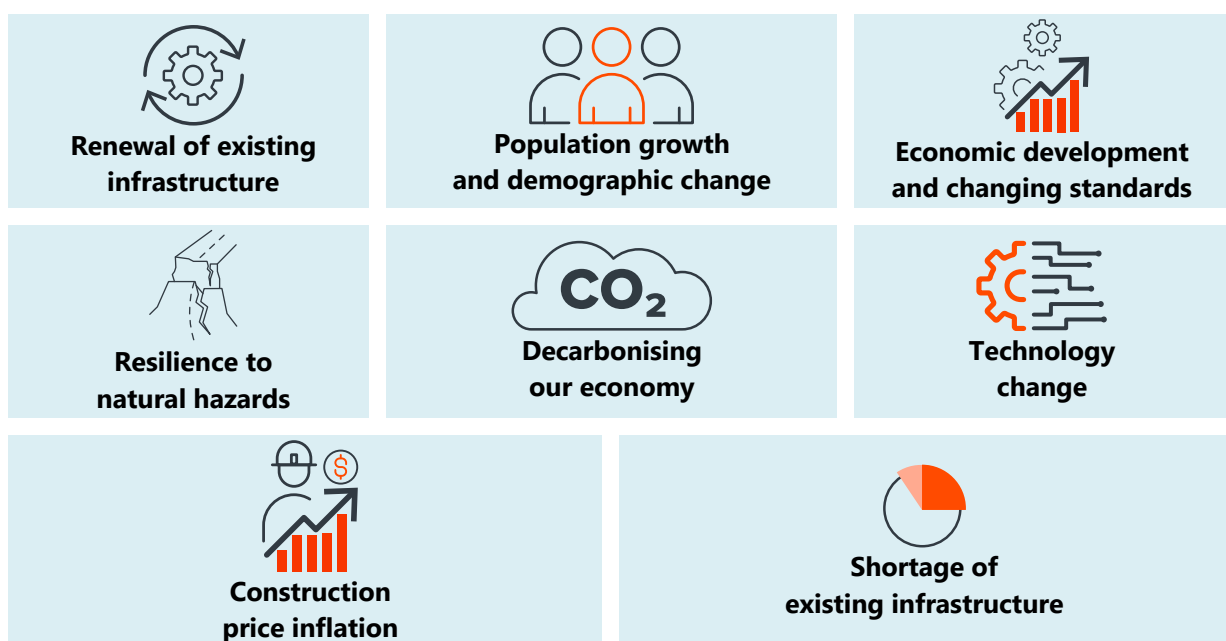 Renewal of existing
infrastructure
Population growth
and demographic change
Economic development
and changing standards
Resilience to
natural hazards
CO₂
Decarbonising
our economy
Technology
change
$
Construction
price inflation
Shortage of
existing infrastructure